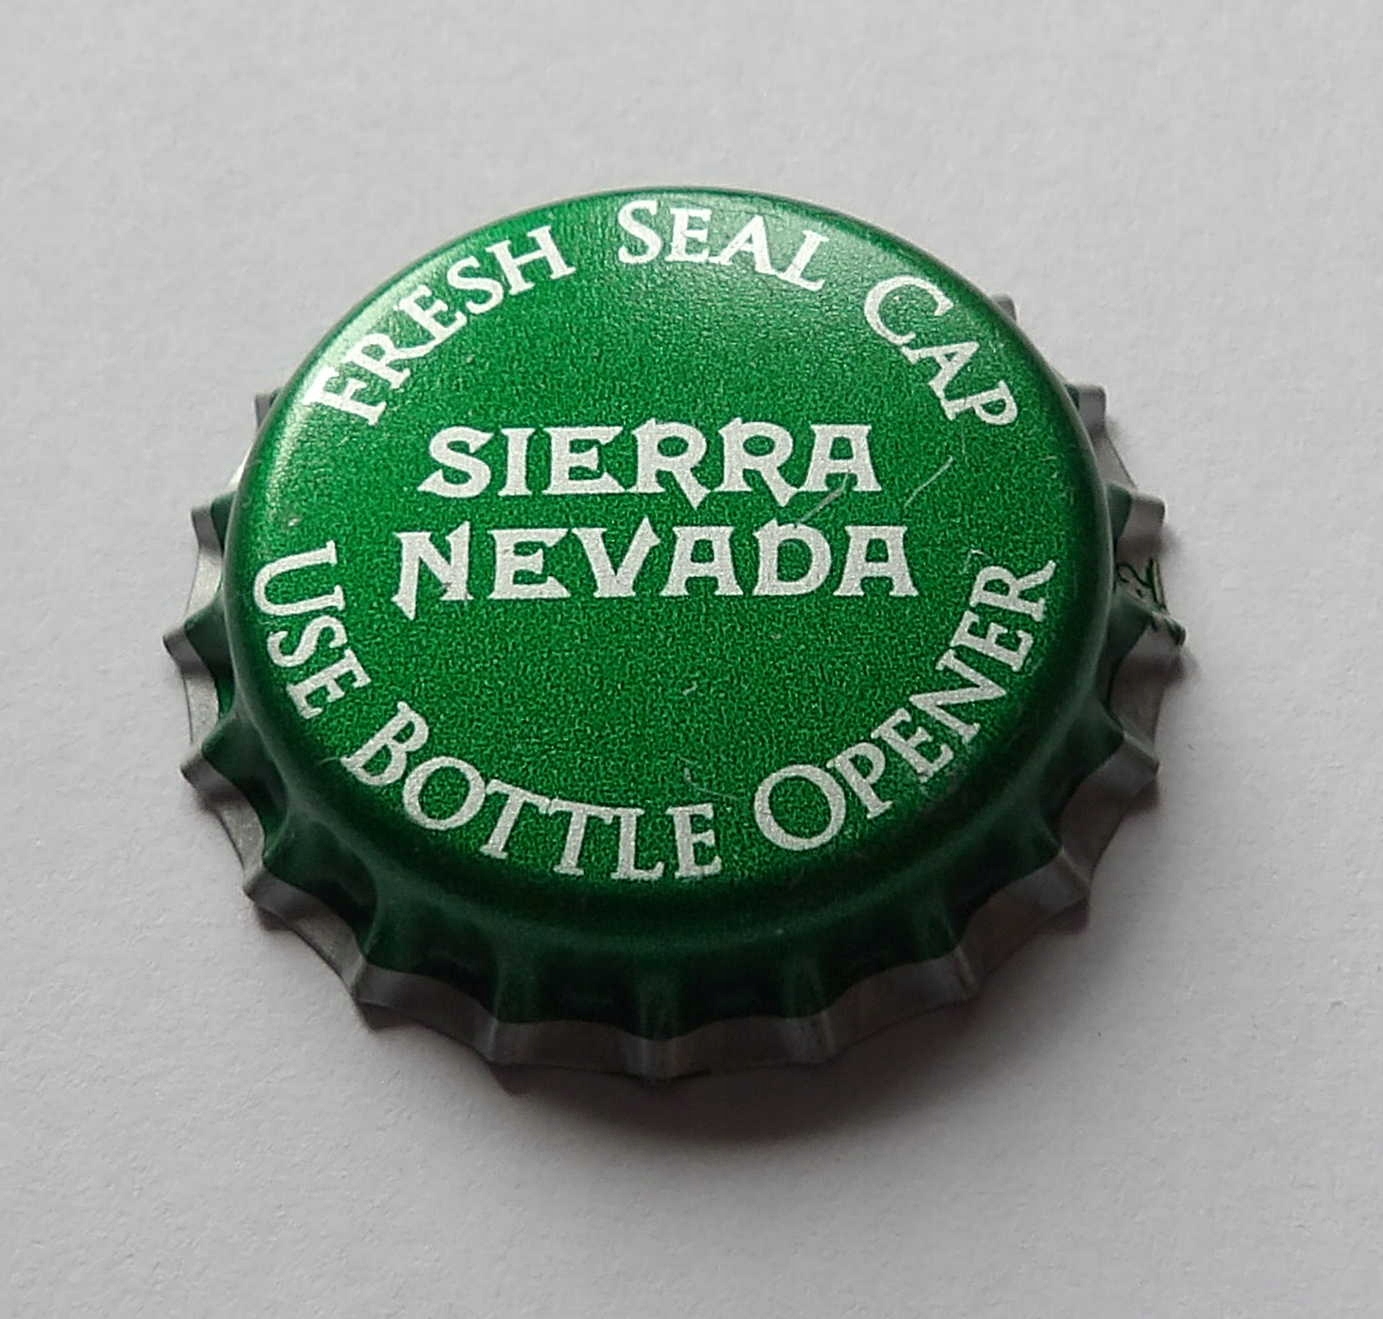 FRESH SEAL CAP
SIERRA
NEVADA
USE BOTTLE OPENER